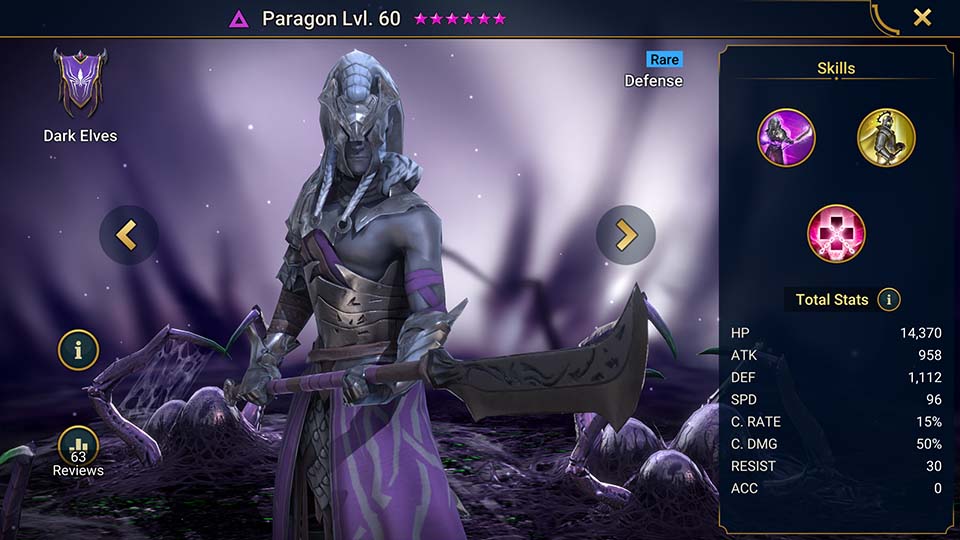 Paragon Lvl. 60
Dark Elves
Rare
Defense
63
Reviews
Skills
Total Stats i
HP 14,370
ATK 958
DEF 1,112
SPD 96
C. RATE 15%
C. DMG 50%
RESIST 30
ACC 0